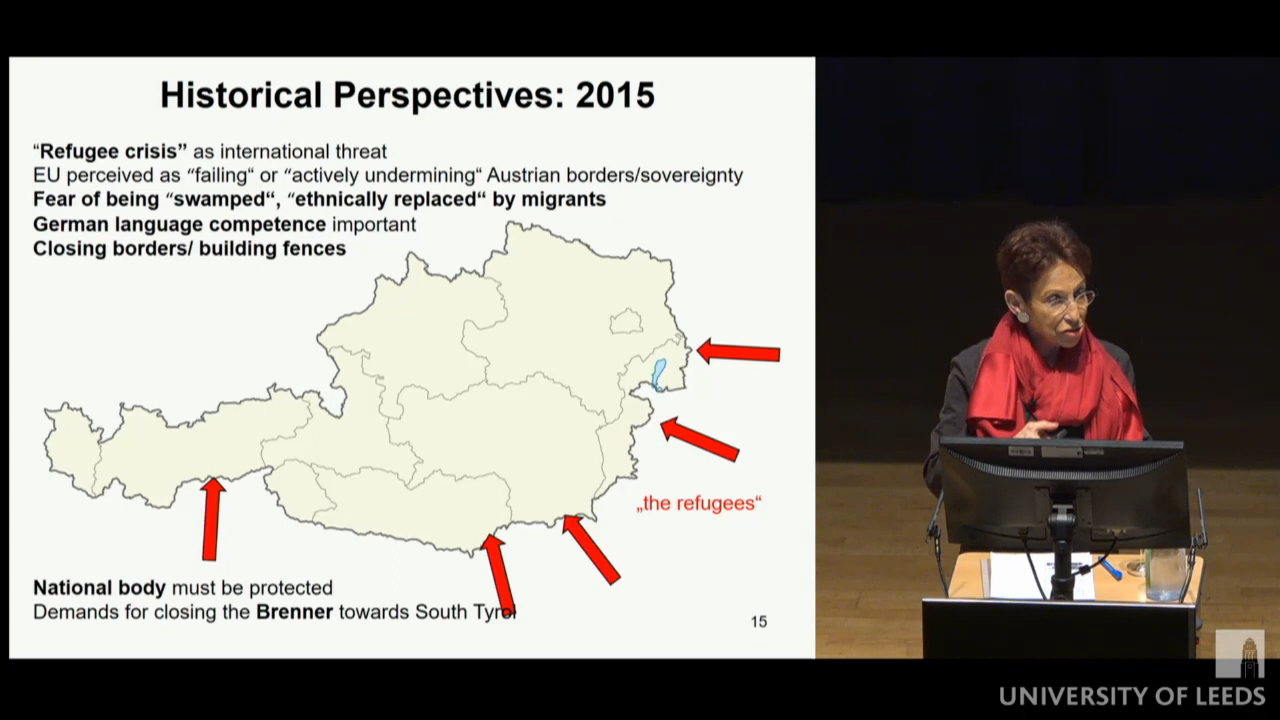 Historical Perspectives: 2015
“Refugee crisis” as international threat
EU perceived as “failing“ or “actively undermining“ Austrian borders/sovereignty
Fear of being “swamped“, “ethnically replaced“ by migrants
German language competence important
Closing borders/ building fences
„the refugees“
National body must be protected
Demands for closing the Brenner towards South Tyrol
15
UNIVERSITY OF LEEDS